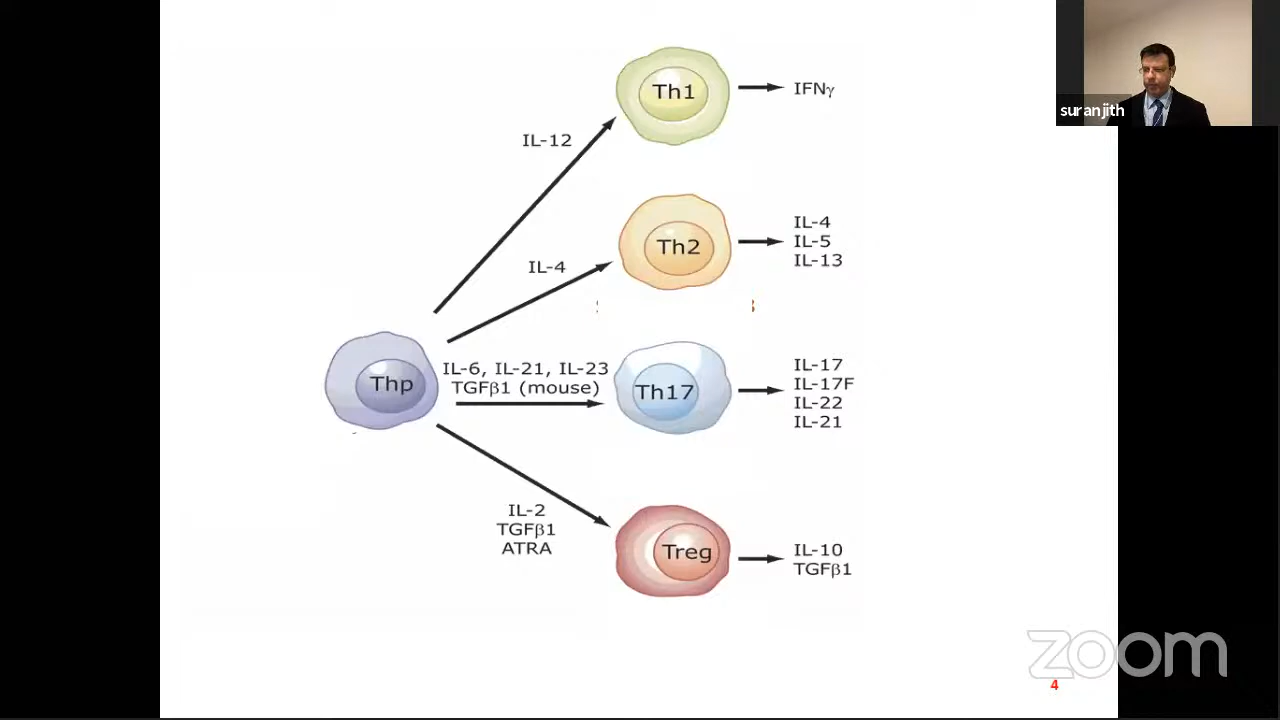 suranjith
Th1
IFNγ
IL-12
Th2
IL-4
IL-5
IL-13
IL-4
Thp
IL-6, IL-21, IL-23
TGFβ1 (mouse)
Th17
IL-17
IL-17F
IL-22
IL-21
IL-2
TGFβ1
ATRA
Treg
IL-10
TGFβ1
zoom
4